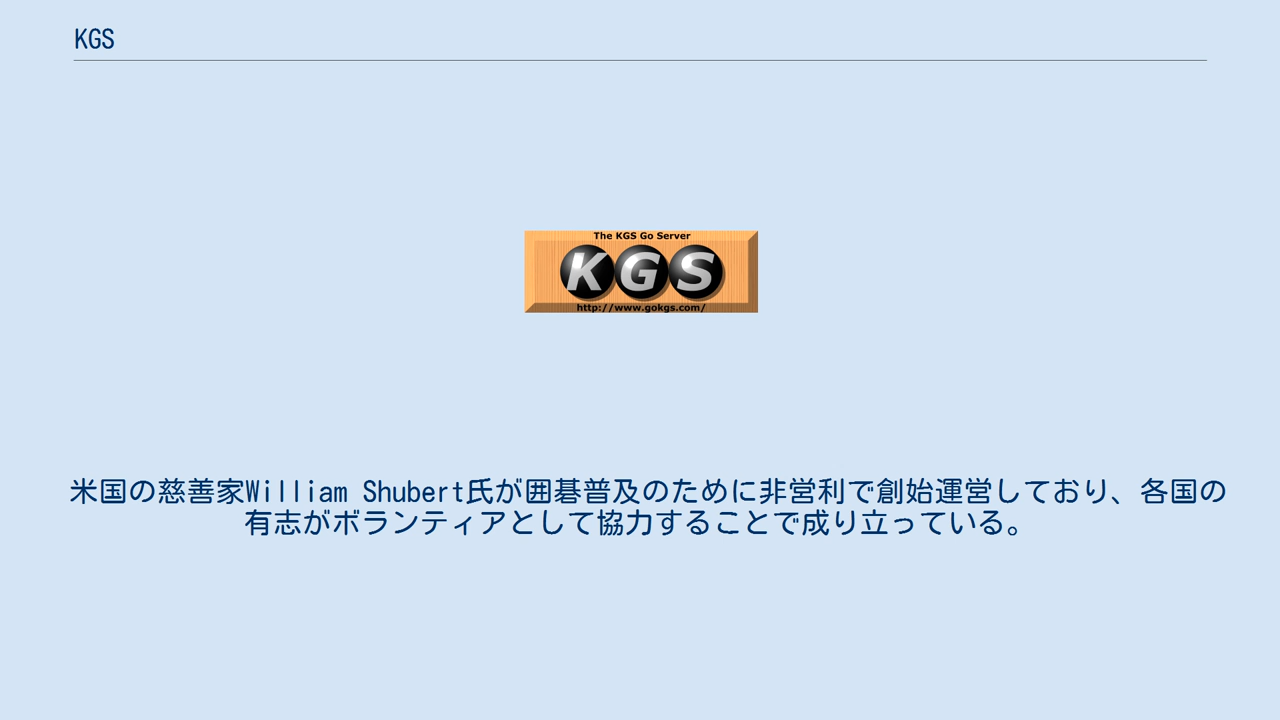 KGS
The KGS Go Server
KGS
http://www.gokgs.com/
米国の慈善家William Shubert氏が囲碁普及のために非営利で創始運営しており、各国の
有志がボランティアとして協力することで成り立っている。